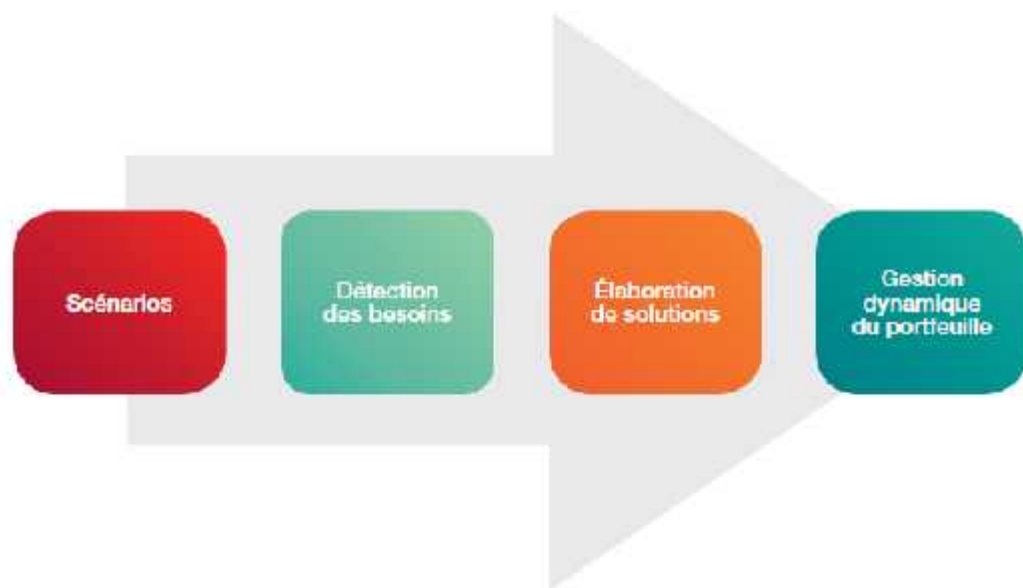 Scénarios
Détection
des besoins
Élaboration
de solutions
Gestion
dynamique
du portfeuille